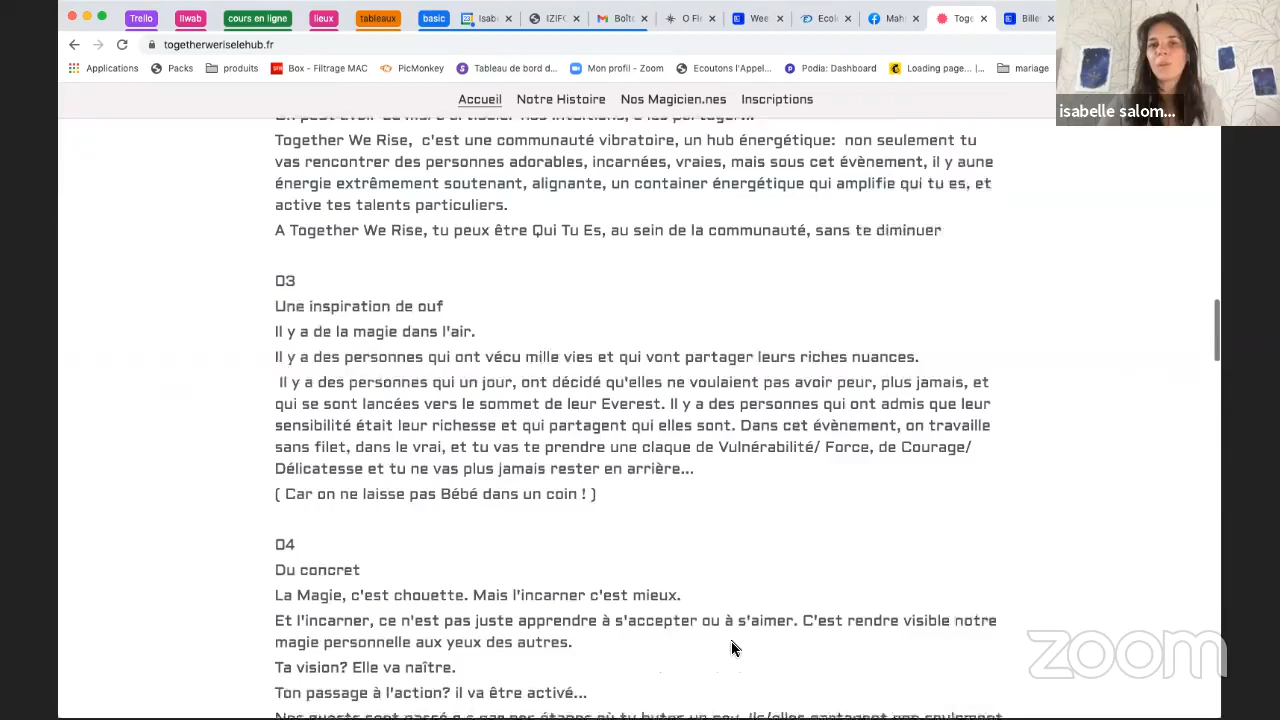 Trello
liwab
cours en ligne
lieux
tableaux
basic
Isab
IZIFC
Boît
O Fl
Wee
Ecol
Mah
Toge
Bille
togetherweriselehub.fr
Applications
Packs
produits
Box - Filtrage MAC
PicMonkey
Tableau de bord d...
Mon profil - Zoom
Ecoutons l'Appel...
Podia: Dashboard
Loading page... |...
mariage
isabelle salom...
Accueil
Notre Histoire
Nos Magicien.nes
Inscriptions
Together We Rise, c'est une communauté vibratoire, un hub énergétique: non seulement tu
vas rencontrer des personnes adorables, incarnées, vraies, mais sous cet évènement, il y aune
énergie extrêmement soutenant, alignante, un container énergétique qui amplifie qui tu es, et
active tes talents particuliers.
A Together We Rise, tu peux être Qui Tu Es, au sein de la communauté, sans te diminuer
03
Une inspiration de ouf
Il y a de la magie dans l'air.
Il y a des personnes qui ont vécu mille vies et qui vont partager leurs riches nuances.
Il y a des personnes qui un jour, ont décidé qu'elles ne voulaient pas avoir peur, plus jamais, et
qui se sont lancées vers le sommet de leur Everest. Il y a des personnes qui ont admis que leur
sensibilité était leur richesse et qui partagent qui elles sont. Dans cet évènement, on travaille
sans filet, dans le vrai, et tu vas te prendre une claque de Vulnérabilité/ Force, de Courage/
Délicatesse et tu ne vas plus jamais rester en arrière...
( Car on ne laisse pas Bébé dans un coin ! )
04
Du concret
La Magie, c'est chouette. Mais l'incarner c'est mieux.
Et l'incarner, ce n'est pas juste apprendre à s'accepter ou à s'aimer. C'est rendre visible notre
magie personnelle aux yeux des autres.
Ta vision? Elle va naître.
Ton passage à l'action? il va être activé...
zoom